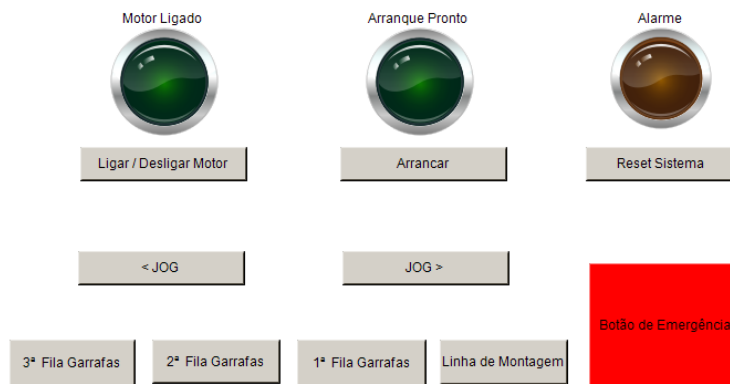 Motor Ligado
Arranque Pronto
Alarme
Ligar / Desligar Motor
Arrancar
Reset Sistema
< JOG
JOG >
Botão de Emergência
3ª Fila Garrafas
2ª Fila Garrafas
1ª Fila Garrafas
Linha de Montagem